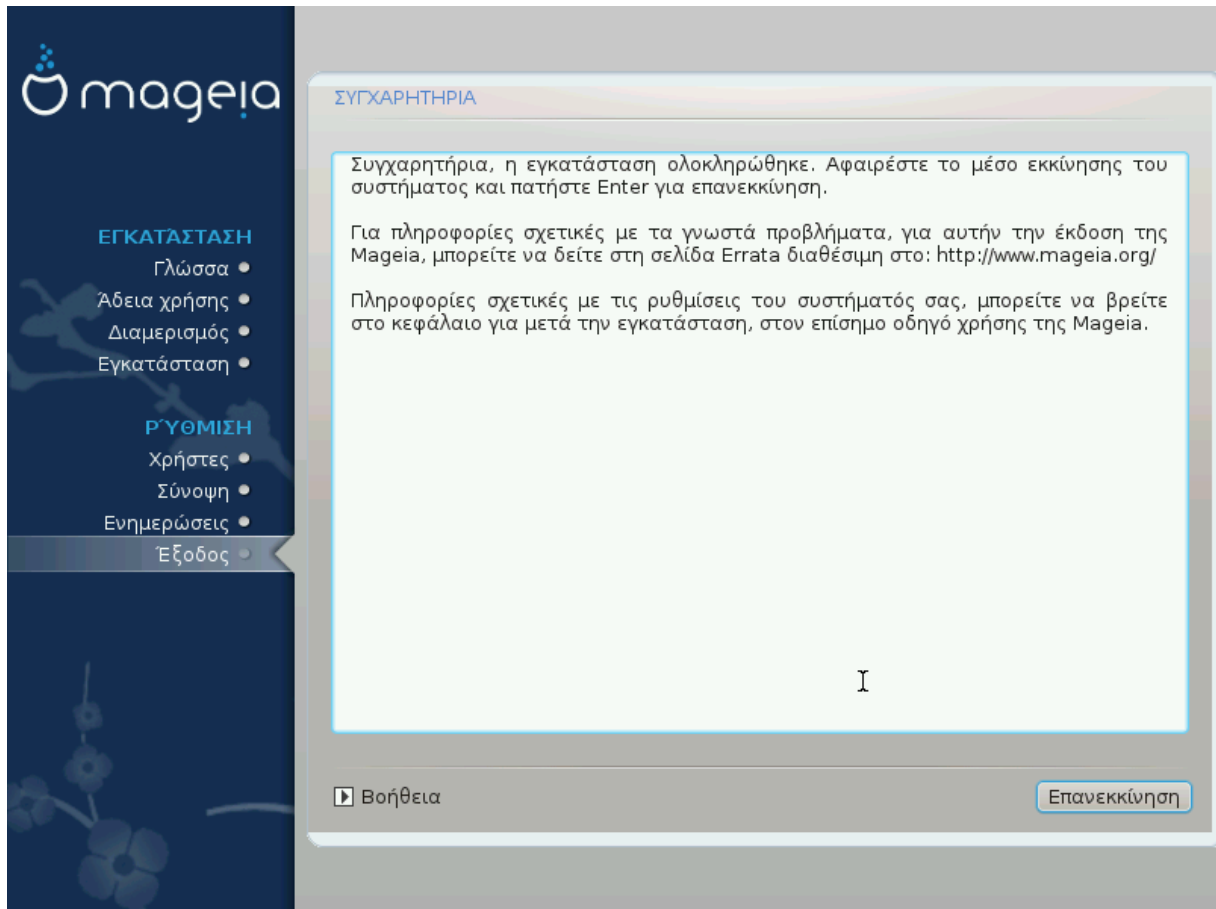 mageia
ΕΓΚΑΤΆΣΤΑΣΗ
Γλώσσα
Άδεια χρήσης
Διαμερισμός
Εγκατάσταση
ΡΎΘΜΙΣΗ
Χρήστες
Σύνοψη
Ενημερώσεις
Έξοδος
ΣΥΓΧΑΡΗΤΗΡΙΑ
Συγχαρητήρια, η εγκατάσταση ολοκληρώθηκε. Αφαιρέστε το μέσο εκκίνησης του
συστήματος και πατήστε Enter για επανεκκίνηση.
Για πληροφορίες σχετικές με τα γνωστά προβλήματα, για αυτήν την έκδοση της
Mageia, μπορείτε να δείτε στη σελίδα Errata διαθέσιμη στο: http://www.mageia.org/
Πληροφορίες σχετικές με τις ρυθμίσεις του συστήματός σας, μπορείτε να βρείτε
στο κεφάλαιο για μετά την εγκατάσταση, στον επίσημο οδηγό χρήσης της Mageia.
Βοήθεια
Επανεκκίνηση